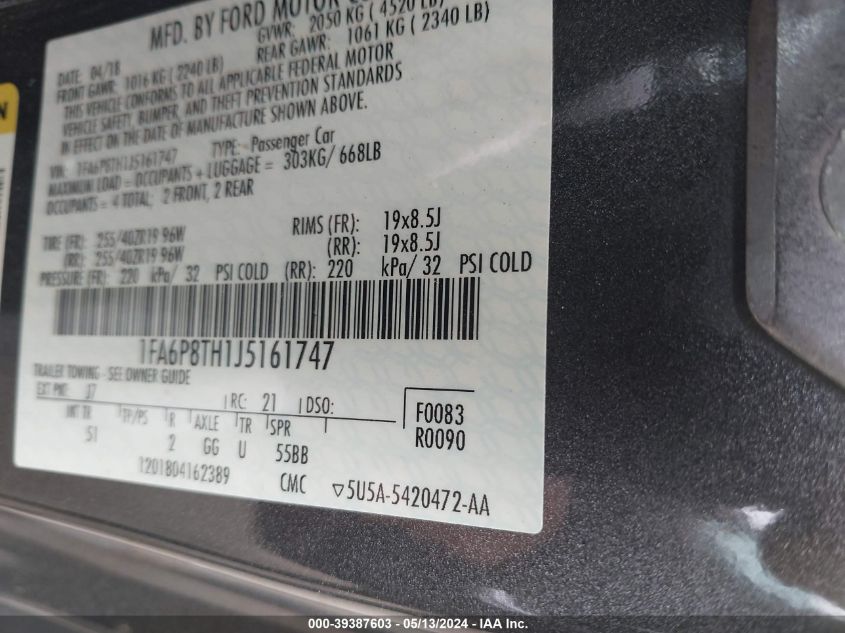 MFD. BY FORD MOTOR
GVWR: 2050 KG ( 4520 LB)
DATE: 04/18 REAR GAWR: 1061 KG ( 2340 LB)
FRONT GAWR: 1016 KG ( 2240 LB)
THIS VEHICLE CONFORMS TO ALL APPLICABLE FEDERAL MOTOR
VEHICLE SAFETY, BUMPER, AND THEFT PREVENTION STANDARDS
IN EFFECT ON THE DATE OF MANUFACTURE SHOWN ABOVE.
VIN: 1FA6P8TH1J5161747 TYPE: Passenger Car
MAXIMUM LOAD = OCCUPANTS + LUGGAGE = 303KG/ 668LB
OCCUPANTS = 4 TOTAL; 2 FRONT, 2 REAR
TIRE (FR): 255/40ZR19 96W RIMS (FR): 19x8.5J
(RR): 255/40ZR19 96W (RR): 19x8.5J
PRESSURE (FR): 220 kPa/ 32 PSI COLD (RR): 220 kPa/ 32 PSI COLD
1FA6P8TH1J5161747
TRAILER TOWING - SEE OWNER GUIDE
EXT PNT: J7 RC: 21 DSO:
INT TR TP/PS R AXLE TR SPR F0083
51 2 GG U 55BB R0090
1201804162389 CMC ▽5U5A-5420472-AA
000-39387603 - 05/13/2024 - IAA Inc.